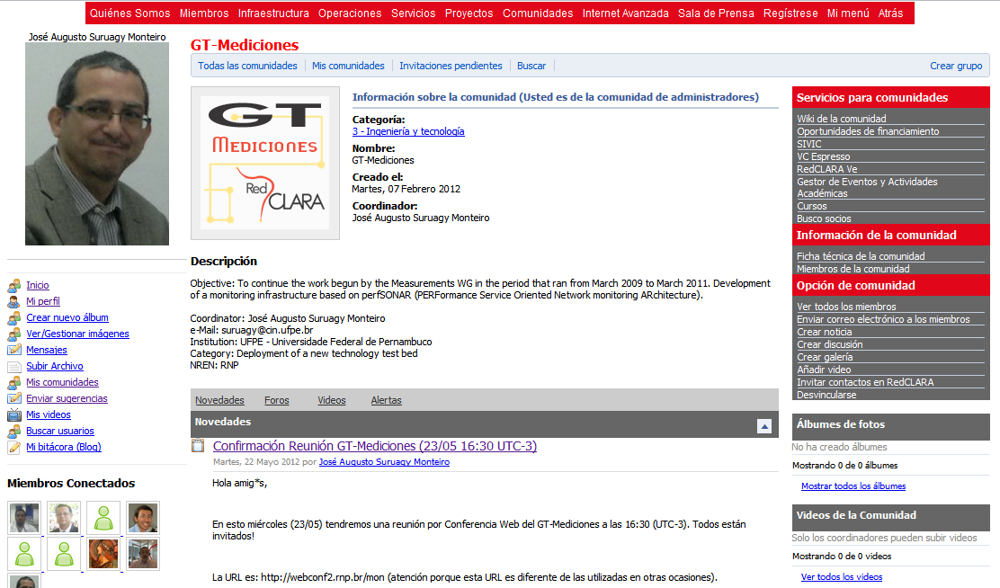 Quiénes Somos Miembros Infraestructura Operaciones Servicios Proyectos Comunidades Internet Avanzada Sala de Prensa Regístrese Mi menú Atrás
José Augusto Suruagy Monteiro
Inicio
Mi perfil
Crear nuevo álbum
Ver/Gestionar imágenes
Mensajes
Subir Archivo
Mis comunidades
Enviar sugerencias
Mis videos
Buscar usuarios
Mi bitácora (Blog)
Miembros Conectados
GT-Mediciones
Todas las comunidades Mis comunidades Invitaciones pendientes Buscar Crear grupo
GT
MEDICIONES
Red CLARA
Información sobre la comunidad (Usted es de la comunidad de administradores)
Categoría:
3 - Ingeniería y tecnología
Nombre:
GT-Mediciones
Creado el:
Martes, 07 Febrero 2012
Coordinador:
José Augusto Suruagy Monteiro
Descripción
Objective: To continue the work begun by the Measurements WG in the period that ran from March 2009 to March 2011. Development
of a monitoring infrastructure based on perfSONAR (PERFormance Service Oriented Network monitoring ARchitecture).
Coordinator: José Augusto Suruagy Monteiro
e-Mail: suruagy@cin.ufpe.br
Institution: UFPE - Universidade Federal de Pernambuco
Category: Deployment of a new technology test bed
NREN: RNP
Novedades Foros Videos Alertas
Novedades
Confirmación Reunión GT-Mediciones (23/05 16:30 UTC-3)
Martes, 22 Mayo 2012 por José Augusto Suruagy Monteiro
Hola amig*s,
En esto miércoles (23/05) tendremos una reunión por Conferencia Web del GT-Mediciones a las 16:30 (UTC-3). Todos están
invitados!
La URL es: http://webconf2.rnp.br/mon (atención porque esta URL es diferente de las utilizadas en otras ocasiones).
Servicios para comunidades
Wiki de la comunidad
Oportunidades de financiamiento
SIVIC
VC Espresso
RedCLARA Ve
Gestor de Eventos y Actividades
Académicas
Cursos
Busco socios
Información de la comunidad
Ficha técnica de la comunidad
Miembros de la comunidad
Opción de comunidad
Ver todos los miembros
Enviar correo electrónico a los miembros
Crear noticia
Crear discusión
Crear galería
Añadir video
Invitar contactos en RedCLARA
Desvincularse
Álbumes de fotos
No ha creado álbumes
Mostrando 0 de 0 álbumes
Mostrar todos los álbumes
Videos de la Comunidad
Solo los coordinadores pueden subir videos
Mostrando 0 de 0 videos
Ver todos los videos